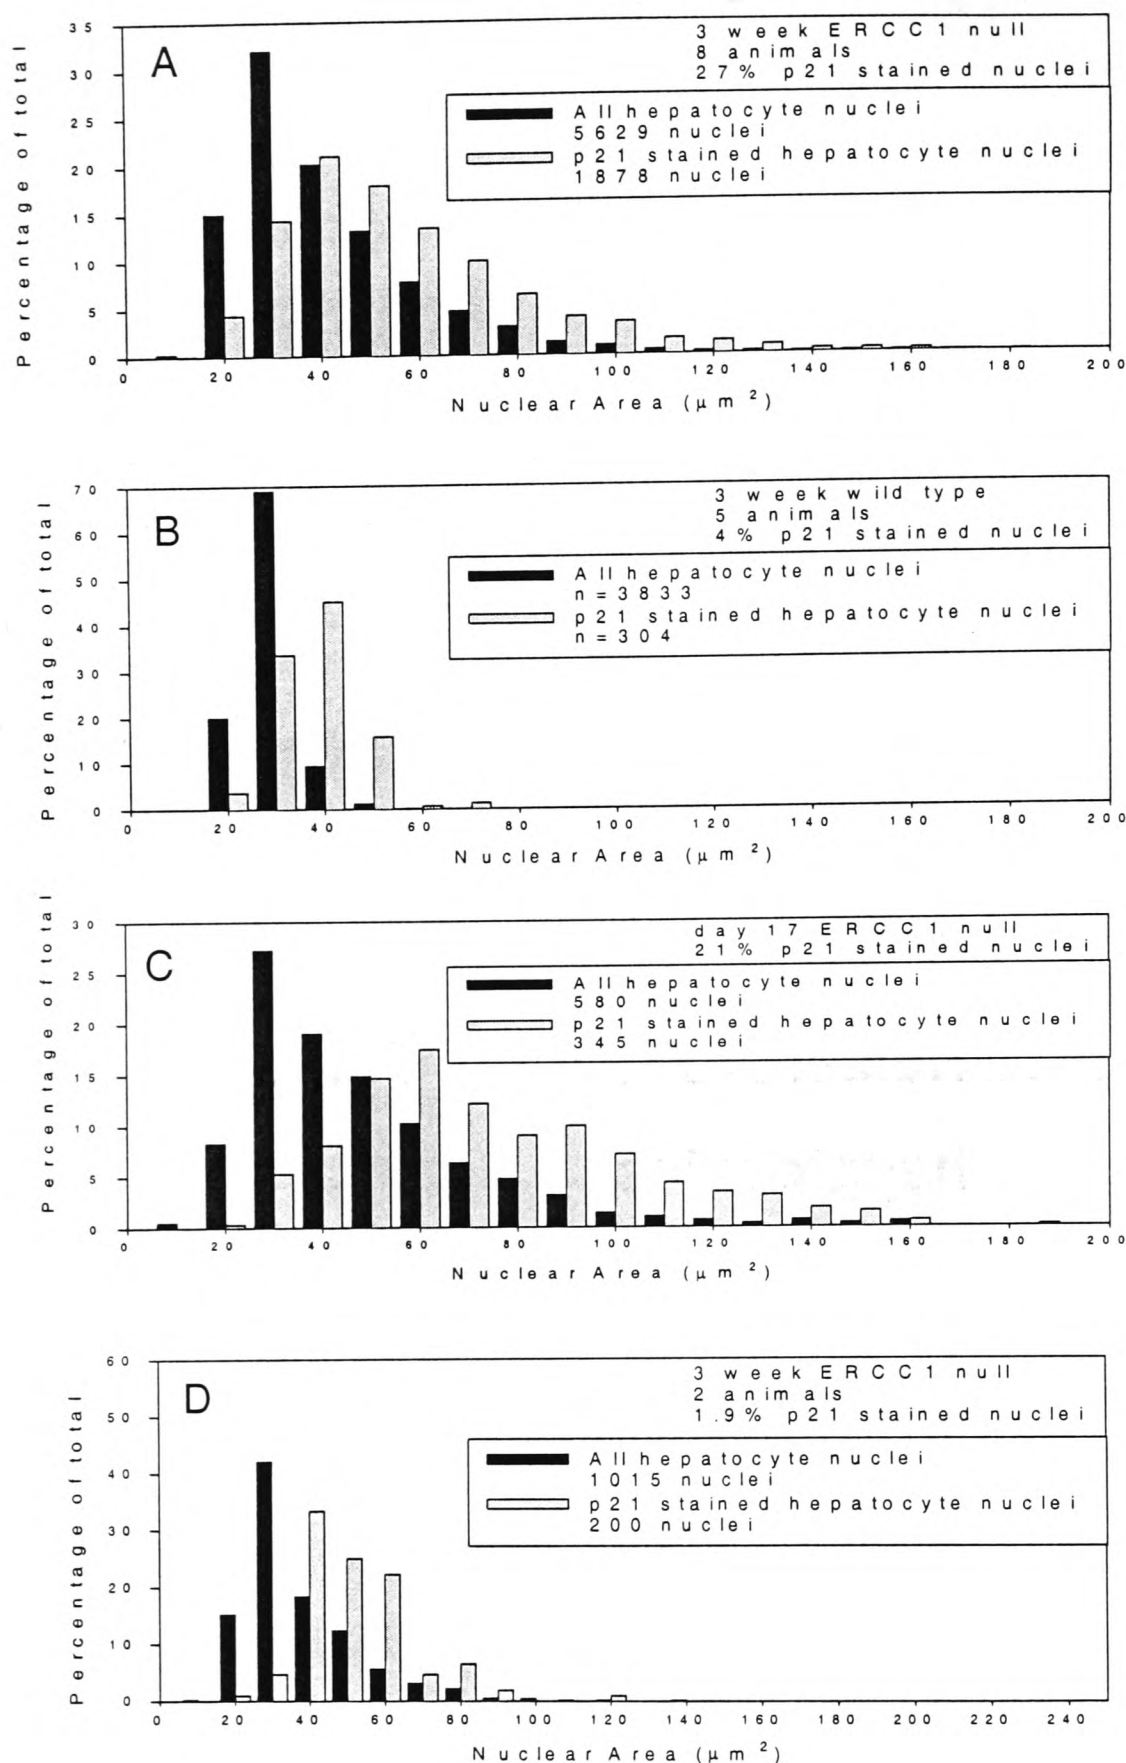 A
3 week ERCC1 null
8 animals
27% p21 stained nuclei
All hepatocyte nuclei
5629 nuclei
p21 stained hepatocyte nuclei
1878 nuclei
Percentage of total
35
30
25
20
15
10
5
0
0 20 40 60 80 100 120 140 160 180 200
Nuclear Area (μm²)
B
3 week wild type
5 animals
4% p21 stained nuclei
All hepatocyte nuclei
n=3833
p21 stained hepatocyte nuclei
n=304
Percentage of total
70
60
50
40
30
20
10
0
0 20 40 60 80 100 120 140 160 180 200
Nuclear Area (μm²)
C
day 17 ERCC1 null
21% p21 stained nuclei
All hepatocyte nuclei
580 nuclei
p21 stained hepatocyte nuclei
345 nuclei
Percentage of total
30
25
20
15
10
5
0
0 20 40 60 80 100 120 140 160 180 200
Nuclear Area (μm²)
D
3 week ERCC1 null
2 animals
1.9% p21 stained nuclei
All hepatocyte nuclei
1015 nuclei
p21 stained hepatocyte nuclei
200 nuclei
Percentage of total
60
50
40
30
20
10
0
0 20 40 60 80 100 120 140 160 180 200 220 240
Nuclear Area (μm²)